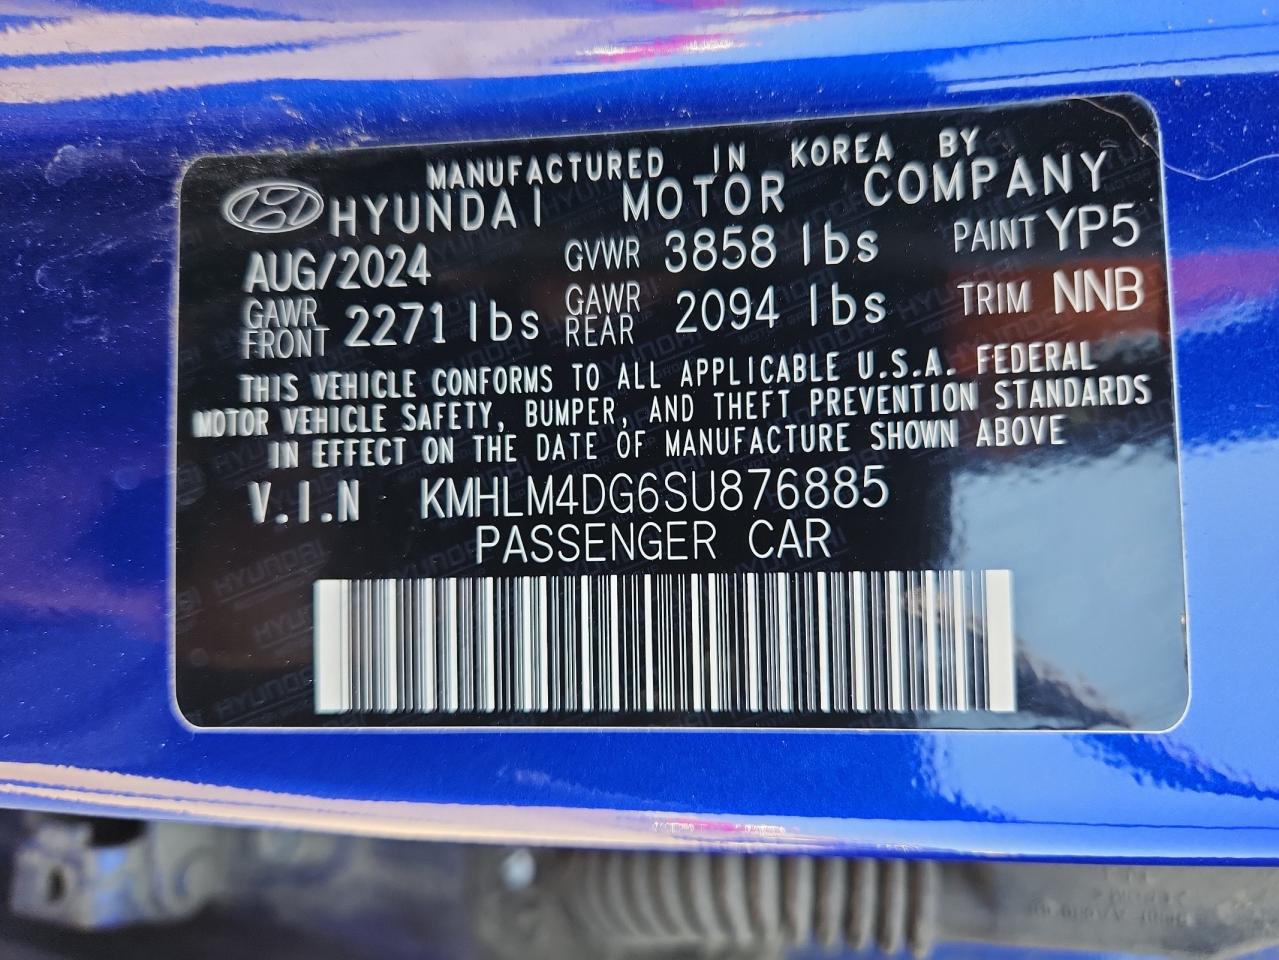 MANUFACTURED IN KOREA BY
HYUNDAI MOTOR COMPANY
AUG/2024 GVWR 3858 lbs PAINT YP5
GAWR FRONT 2271 lbs GAWR REAR 2094 lbs TRIM NNB
THIS VEHICLE CONFORMS TO ALL APPLICABLE U.S.A. FEDERAL
MOTOR VEHICLE SAFETY, BUMPER, AND THEFT PREVENTION STANDARDS
IN EFFECT ON THE DATE OF MANUFACTURE SHOWN ABOVE
V.I.N KMHLM4DG6SU876885
PASSENGER CAR